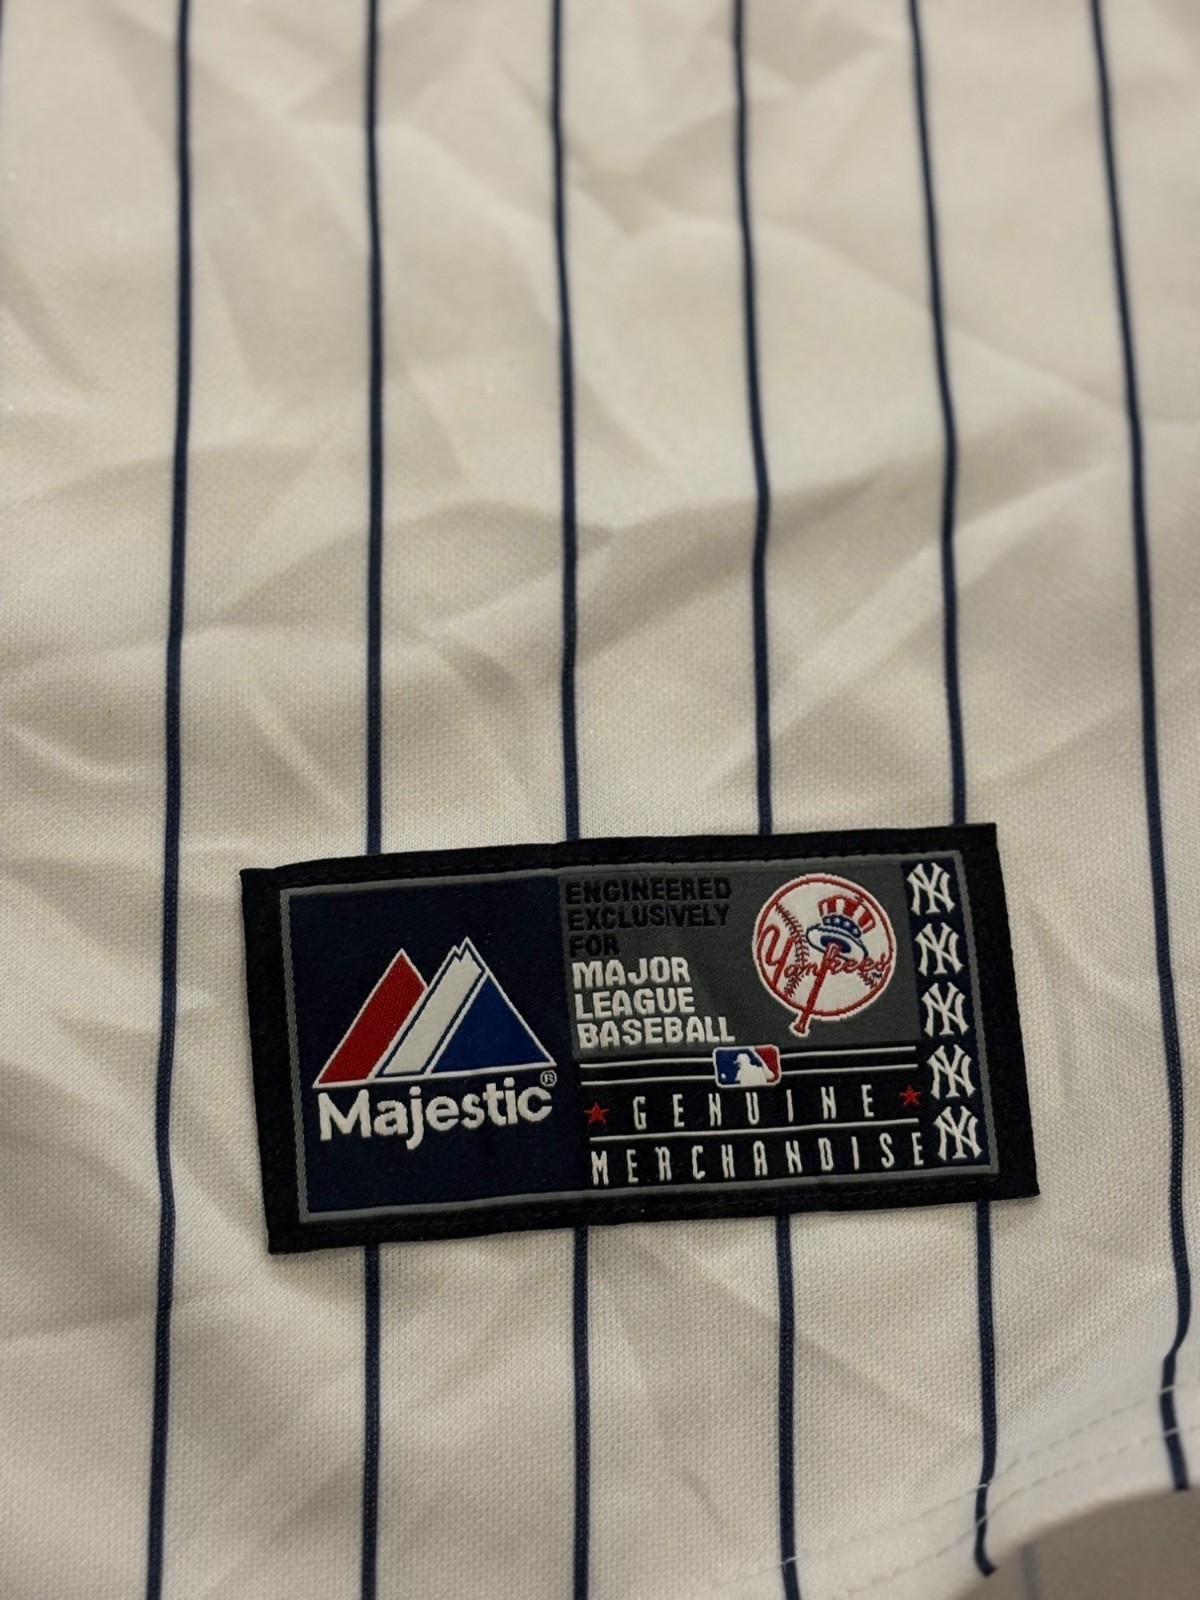 Majestic®
ENGINEERED
EXCLUSIVELY
FOR
MAJOR
LEAGUE
BASEBALL
Yankees
GENUINE
MERCHANDISE
NY
NY
NY
NY
NY